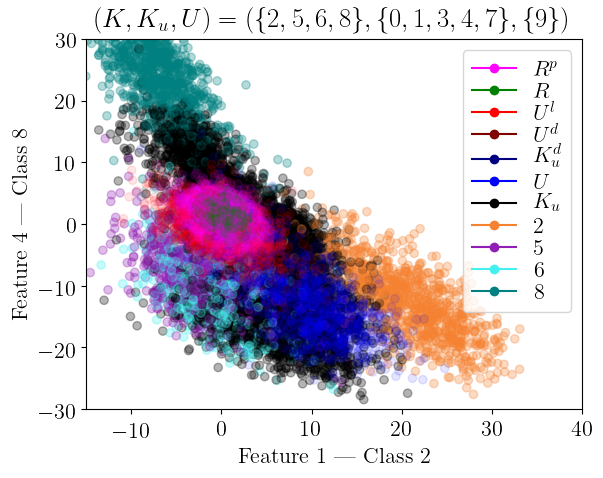 (K, K_u, U) = ({2, 5, 6, 8}, {0, 1, 3, 4, 7}, {9})
30
20
10
0
−10
−20
−30
Feature 4 — Class 8
R^p
R
U^l
U^d
K_u^d
U
K_u
2
5
6
8
−10
0
10
20
30
40
Feature 1 — Class 2